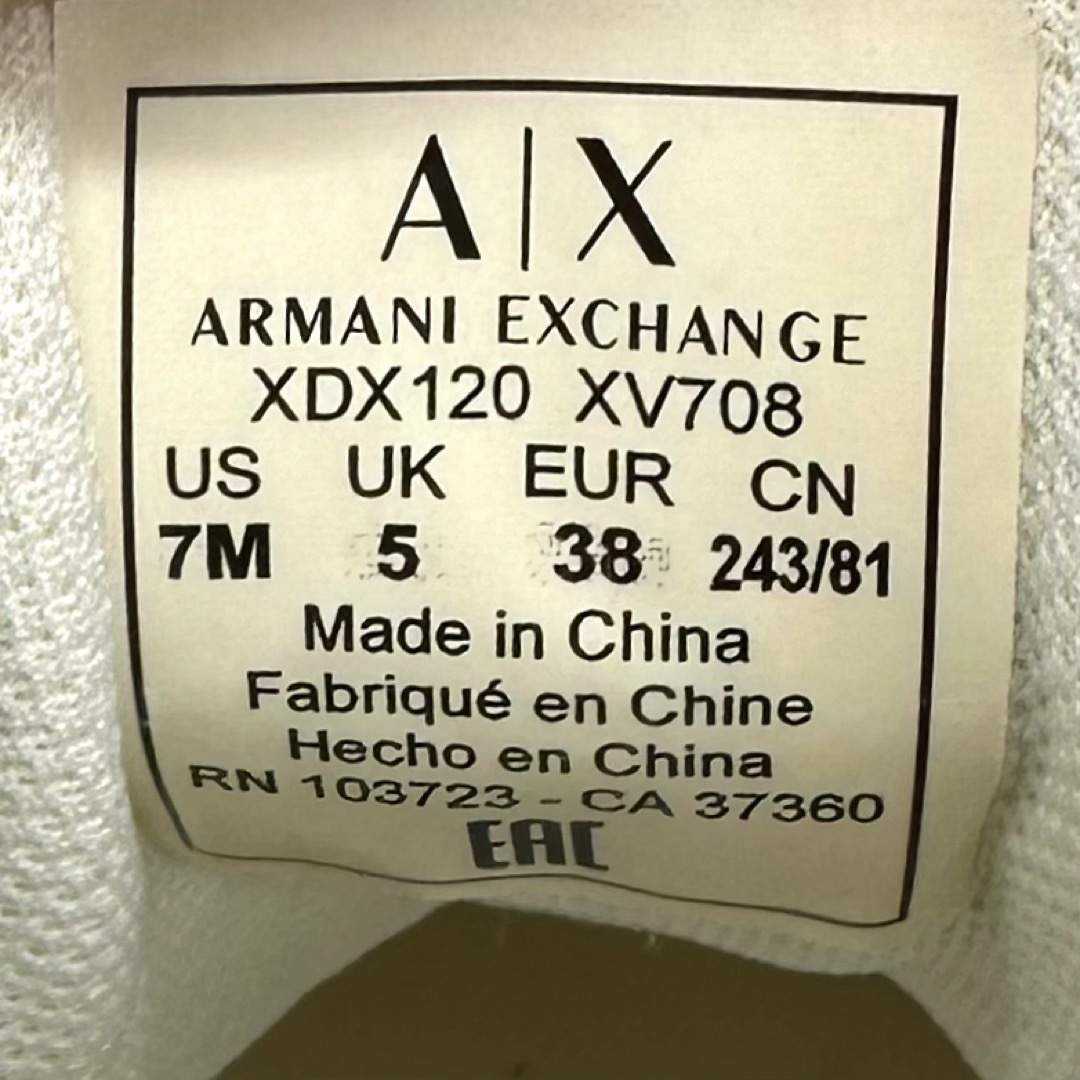 A|X
ARMANI EXCHANGE
XDX120 XV708
US UK EUR CN
7M 5 38 243/81
Made in China
Fabriqué en Chine
Hecho en China
RN 103723 - CA 37360
EAC